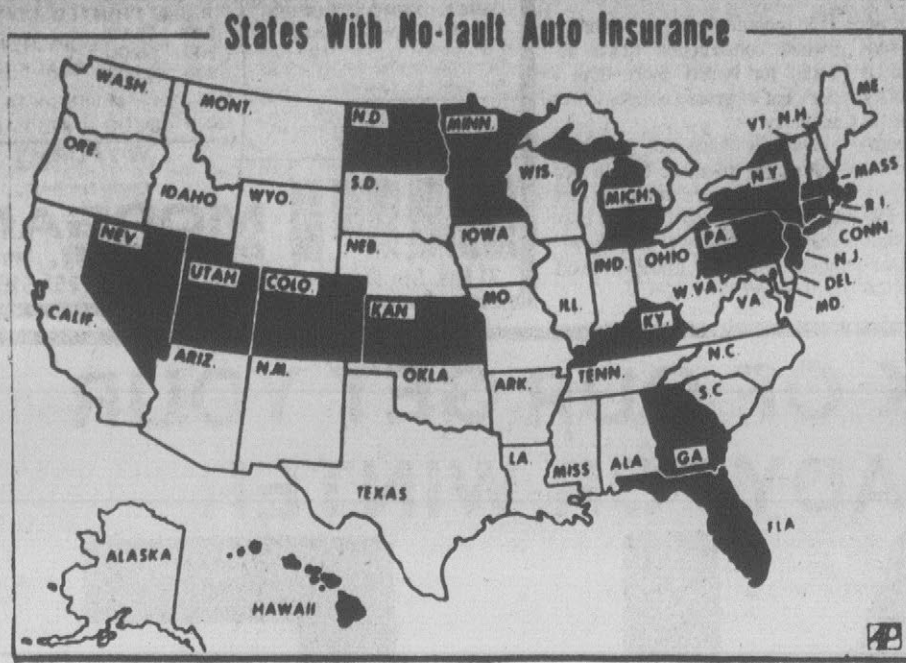 States With No-fault Auto Insurance
WASH.
MONT.
N.D.
MINN.
VT.
N.H.
ME.
ORE.
IDAHO
WYO.
S.D.
WIS.
MICH.
N.Y.
MASS
R.I.
CONN.
N.J.
DEL.
MD.
NEV.
UTAH
COLO.
NEB.
KAN
IOWA
MO.
ILL.
IND.
OHIO
PA.
W.VA.
VA
KY.
CALIF
ARIZ.
N.M.
OKLA.
ARK.
TENN.
N.C.
S.C
TEXAS
LA.
MISS
ALA
GA
FLA
ALASKA
HAWAII
AP